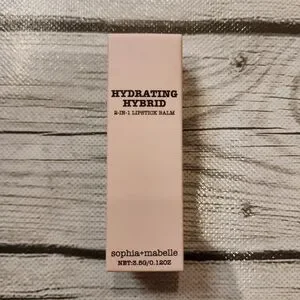 HYDRATING
HYBRID
2-IN-1 LIPSTICK BALM
sophia+mabelle
NET:3.5G/0.12OZ